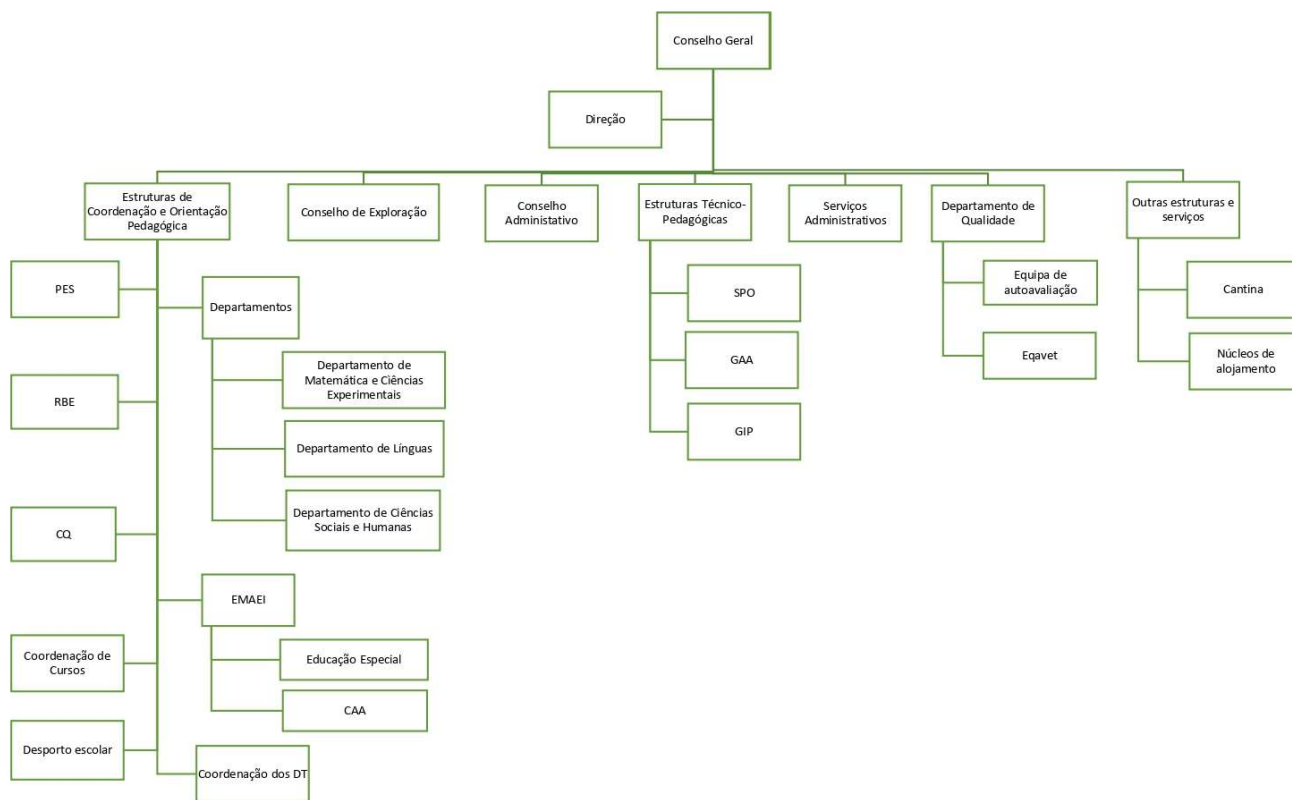 Conselho Geral
Direção
Estruturas de
Coordenação e Orientação
Pedagógica
Conselho de Exploração
Conselho
Administativo
Estruturas Técnico-
Pedagógicas
Serviços
Administrativos
Departamento de
Qualidade
Outras estruturas e
serviços
PES
RBE
CQ
Coordenação de
Cursos
Desporto escolar
Departamentos
Departamento de
Matemática e Ciências
Experimentais
Departamento de Línguas
Departamento de Ciências
Sociais e Humanas
EMAEI
Educação Especial
CAA
Coordenação dos DT
SPO
GAA
GIP
Equipa de
autoavaliação
Eqavet
Cantina
Núcleos de
alojamento